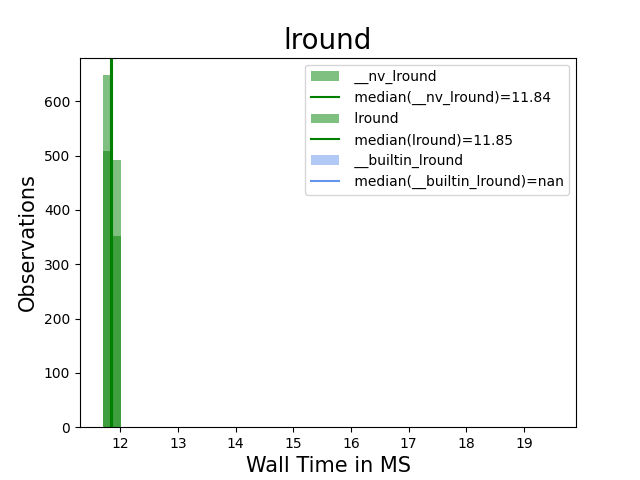 lround
__nv_lround
median(__nv_lround)=11.84
lround
median(lround)=11.85
__builtin_lround
median(__builtin_lround)=nan
Observations
600
500
400
300
200
100
0
12 13 14 15 16 17 18 19
Wall Time in MS